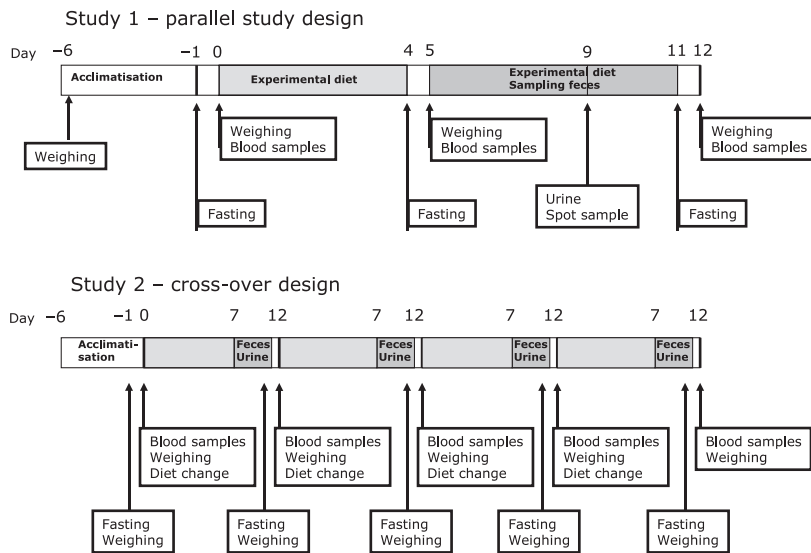 Study 1 – parallel study design
Day −6 −1 0 4 5 9 11 12
Acclimatisation
Experimental diet
Experimental diet
Sampling feces
Weighing
Weighing
Blood samples
Weighing
Blood samples
Weighing
Blood samples
Fasting
Fasting
Urine
Spot sample
Fasting
Study 2 – cross-over design
Day −6 −1 0 7 12 7 12 7 12 7 12
Acclimati-
sation
Feces
Urine
Feces
Urine
Feces
Urine
Feces
Urine
Blood samples
Weighing
Diet change
Blood samples
Weighing
Diet change
Blood samples
Weighing
Diet change
Blood samples
Weighing
Diet change
Blood samples
Weighing
Fasting
Weighing
Fasting
Weighing
Fasting
Weighing
Fasting
Weighing
Fasting
Weighing